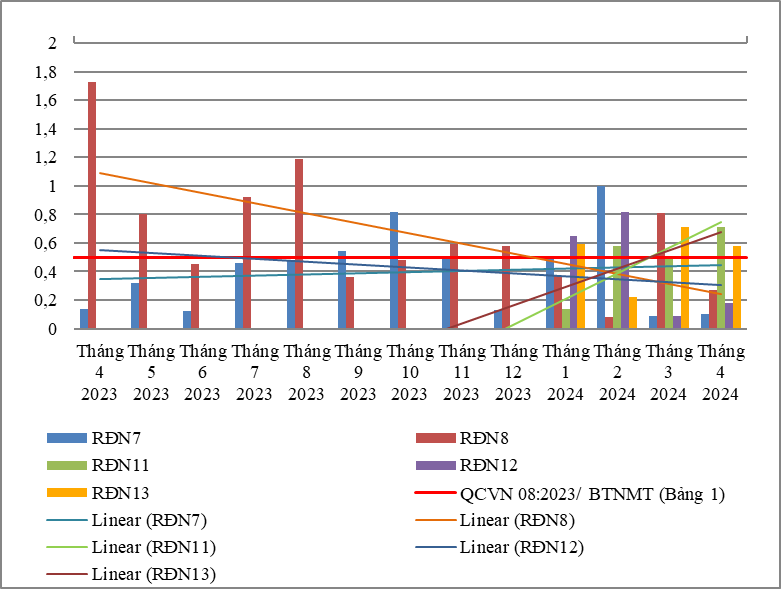 2
1,8
1,6
1,4
1,2
1
0,8
0,6
0,4
0,2
0
Tháng Tháng Tháng Tháng Tháng Tháng Tháng Tháng Tháng Tháng Tháng Tháng Tháng
4 5 6 7 8 9 10 11 12 1 2 3 4
2023 2023 2023 2023 2023 2023 2023 2023 2023 2024 2024 2024 2024
RĐN7 RĐN8
RĐN11 RĐN12
RĐN13 QCVN 08:2023/ BTNMT (Bảng 1)
Linear (RĐN7) Linear (RĐN8)
Linear (RĐN11) Linear (RĐN12)
Linear (RĐN13)